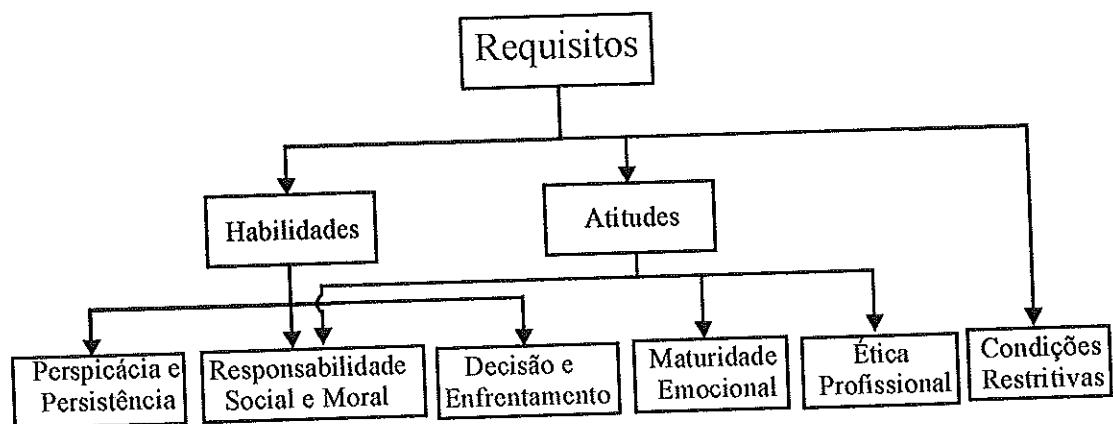 Requisitos
Habilidades
Atitudes
Perspicácia e
Persistência
Responsabilidade
Social e Moral
Decisão e
Enfrentamento
Maturidade
Emocional
Ética
Profissional
Condições
Restritivas